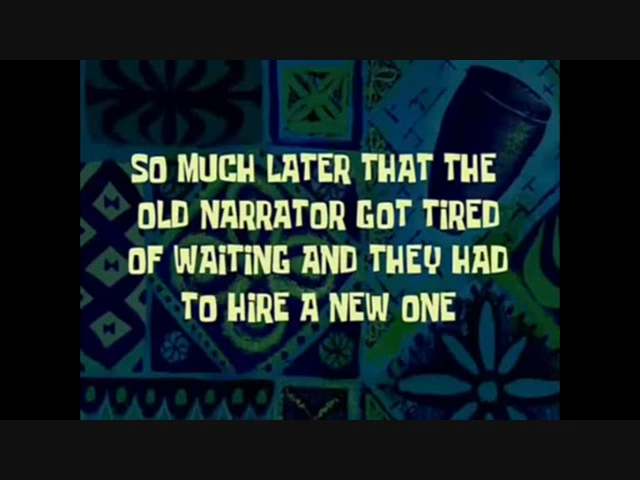 SO MUCH LATER THAT THE
OLD NARRATOR GOT TIRED
OF WAITING AND THEY HAD
TO HIRE A NEW ONE